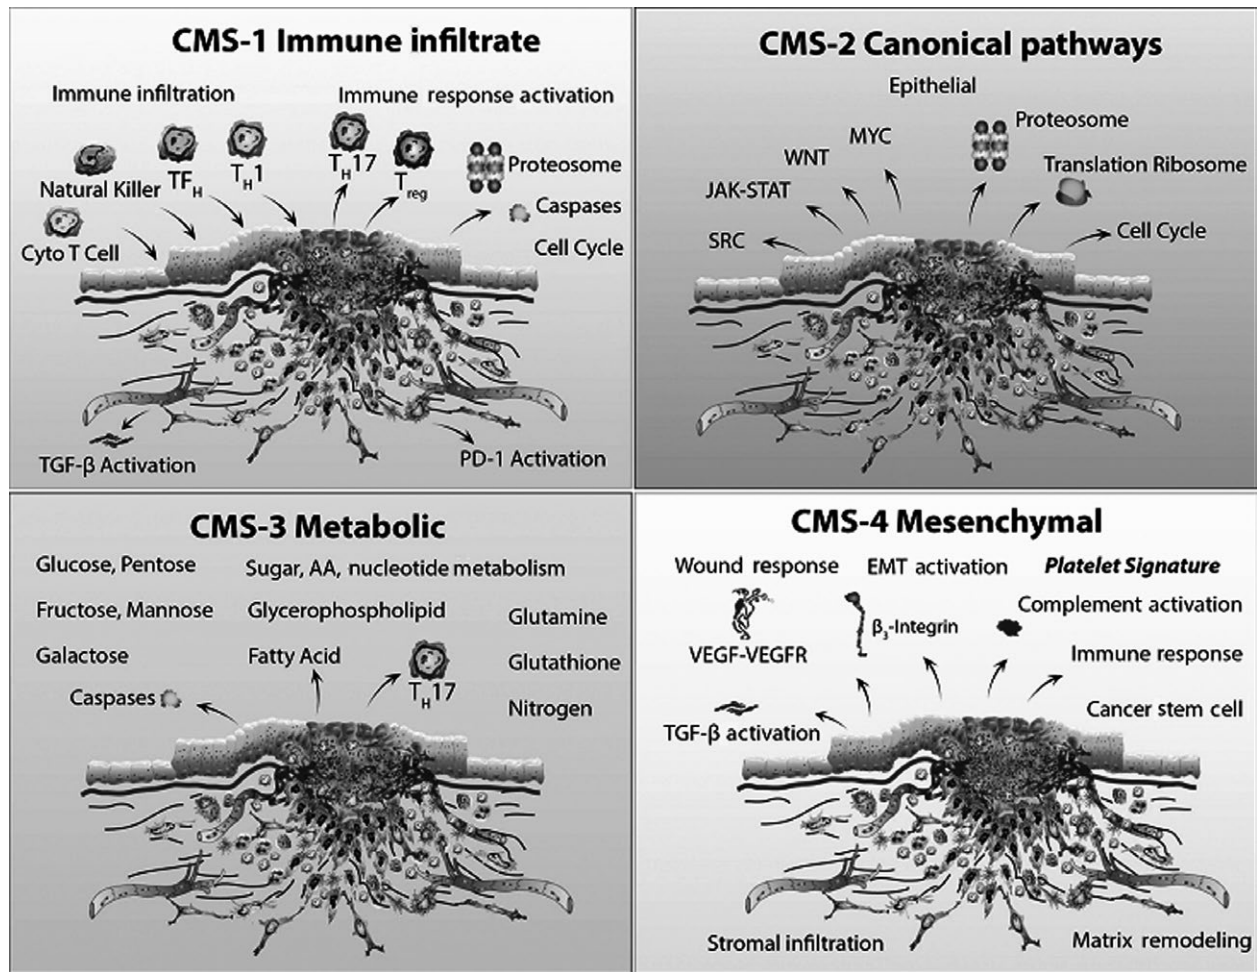 CMS-1 Immune infiltrate
Immune infiltration
Immune response activation
Natural Killer
TFH
TH1
TH17
Treg
Proteosome
Caspases
Cyto T Cell
Cell Cycle
TGF-β Activation
PD-1 Activation
CMS-2 Canonical pathways
Epithelial
MYC
Proteosome
WNT
Translation Ribosome
JAK-STAT
SRC
Cell Cycle
CMS-3 Metabolic
Glucose, Pentose
Sugar, AA, nucleotide metabolism
Fructose, Mannose
Glycerophospholipid
Glutamine
Galactose
Fatty Acid
Glutathione
Caspases
TH17
Nitrogen
CMS-4 Mesenchymal
Wound response
EMT activation
Platelet Signature
Complement activation
β3-Integrin
VEGF-VEGFR
Immune response
TGF-β activation
Cancer stem cell
Stromal infiltration
Matrix remodeling